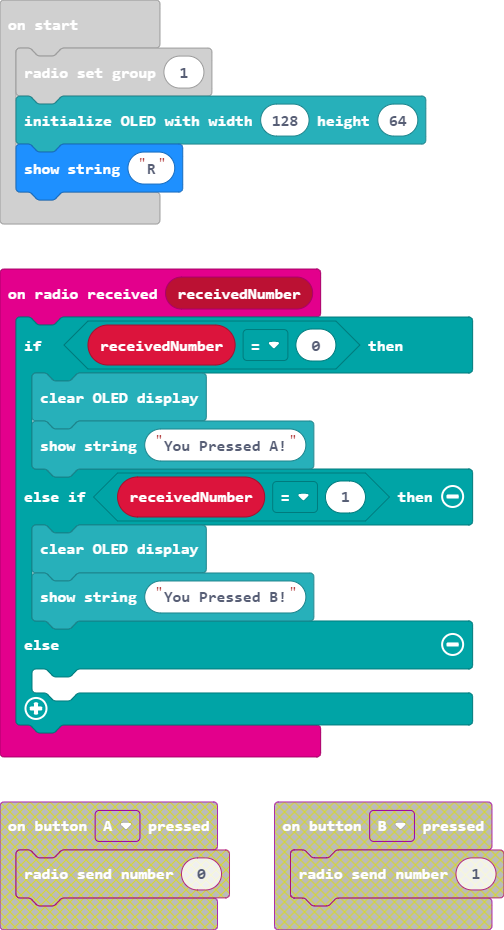 on start
radio set group 1
initialize OLED with width 128 height 64
show string "R"
on radio received receivedNumber
if receivedNumber = 0 then
clear OLED display
show string "You Pressed A!"
else if receivedNumber = 1 then
clear OLED display
show string "You Pressed B!"
else
on button A pressed
radio send number 0
on button B pressed
radio send number 1